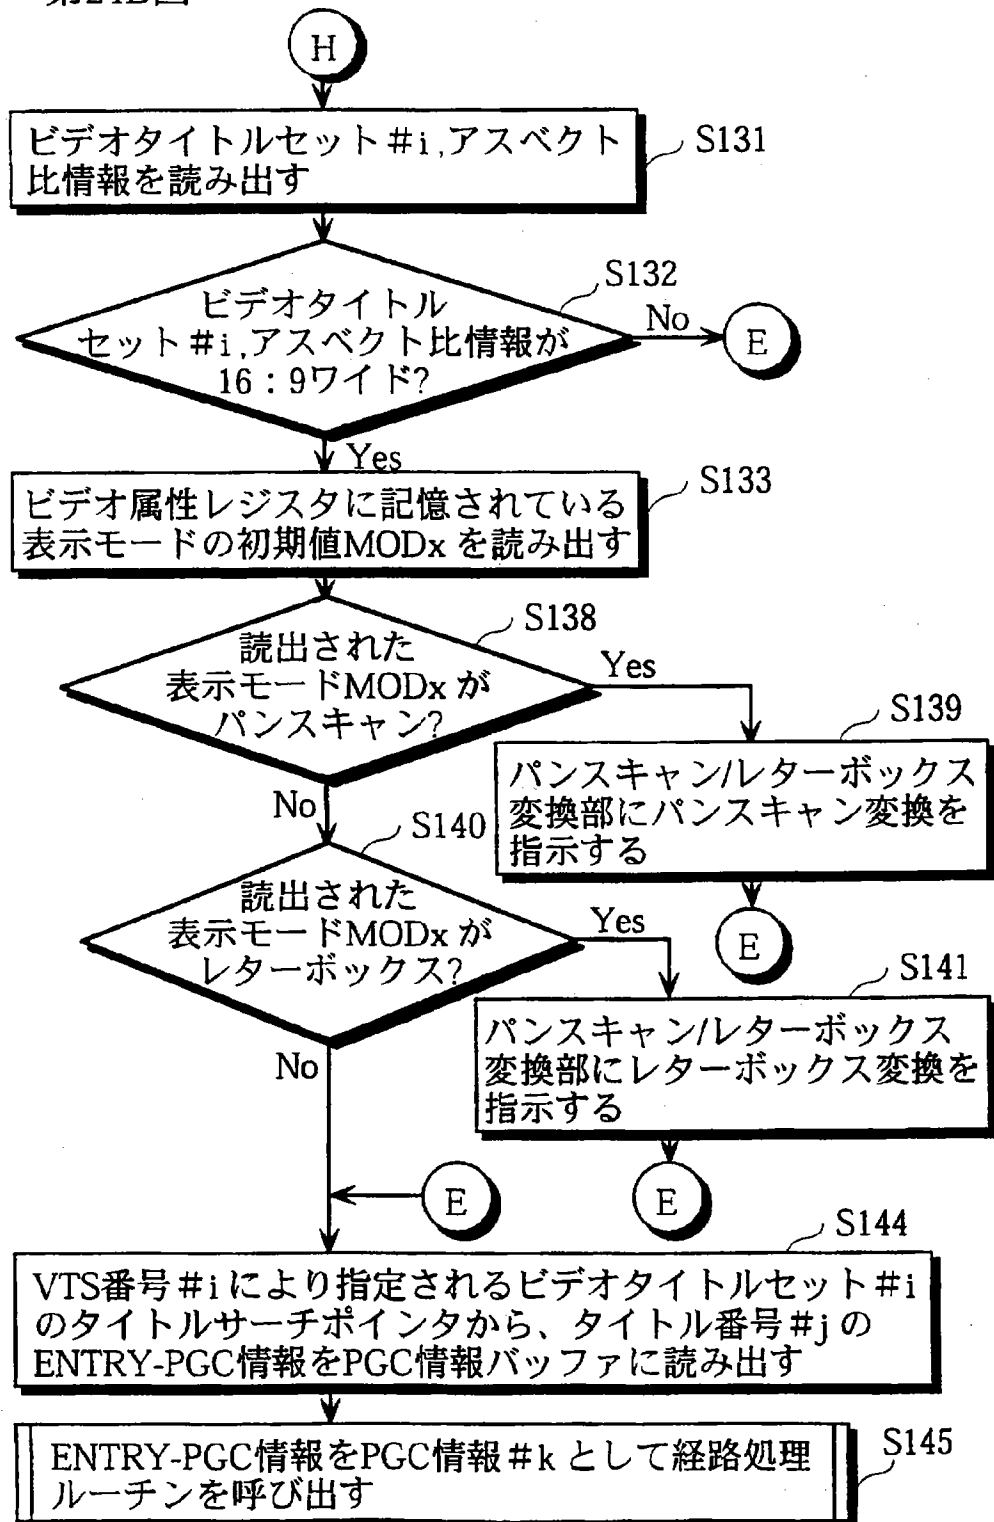 H
ビデオタイトルセット#i,アスペクト
比情報を読み出す
S131
ビデオタイトル
セット#i,アスペクト比情報が
16:9ワイド?
S132
No
E
Yes
ビデオ属性レジスタに記憶されている
表示モードの初期値MODxを読み出す
S133
読出された
表示モードMODxが
パンスキャン?
S138
Yes
S139
パンスキャン/レターボックス
変換部にパンスキャン変換を
指示する
E
No
S140
読出された
表示モードMODxが
レターボックス?
Yes
S141
パンスキャン/レターボックス
変換部にレターボックス変換を
指示する
E
No
E
S144
VTS番号#iにより指定されるビデオタイトルセット#i
のタイトルサーチポインタから、タイトル番号#jの
ENTRY-PGC情報をPGC情報バッファに読み出す
ENTRY-PGC情報をPGC情報#kとして経路処理
ルーチンを呼び出す
S145